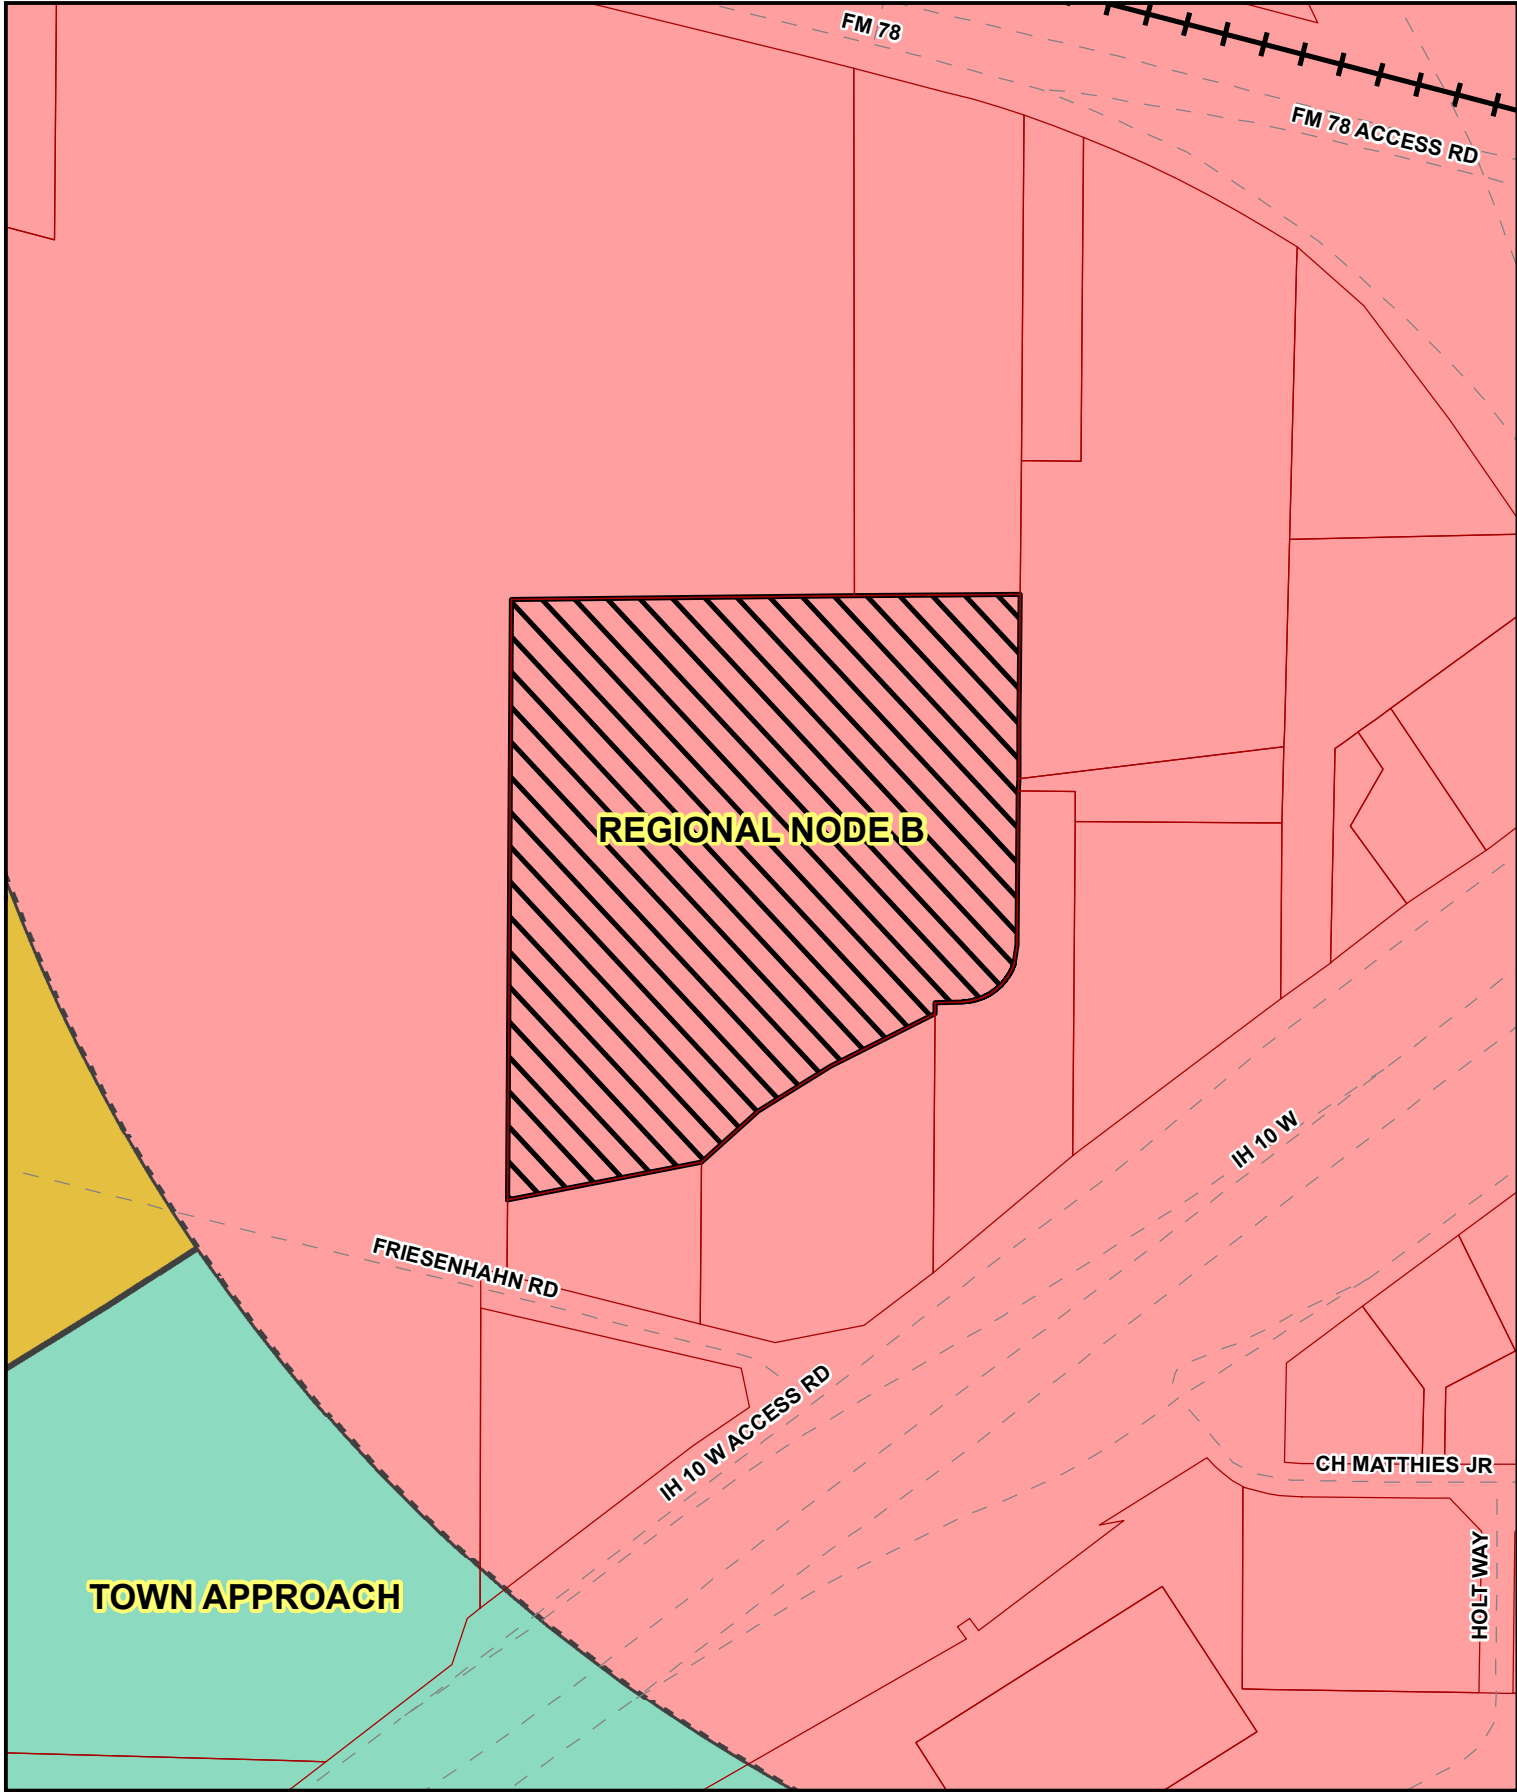 FM 78
FM 78 ACCESS RD
REGIONAL NODE B
IH 10 W
FRIESENHAHN RD
IH 10 W ACCESS RD
CH MATTHIES JR
HOLT WAY
TOWN APPROACH